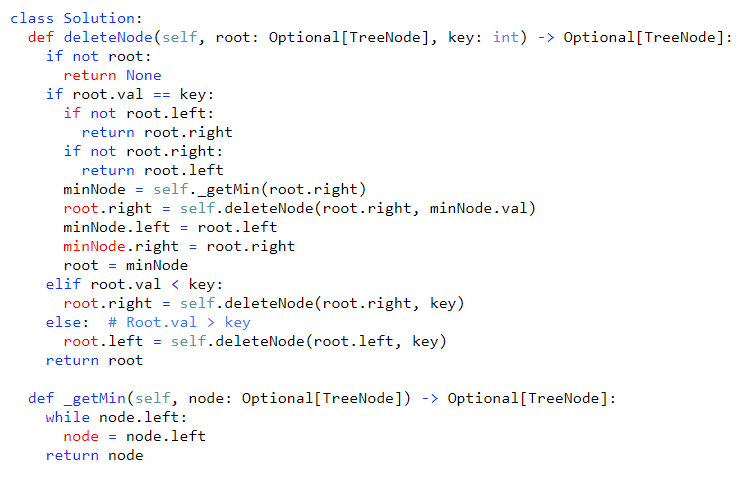 class Solution:
  def deleteNode(self, root: Optional[TreeNode], key: int) -> Optional[TreeNode]:
    if not root:
      return None
    if root.val == key:
      if not root.left:
        return root.right
      if not root.right:
        return root.left
      minNode = self._getMin(root.right)
      root.right = self.deleteNode(root.right, minNode.val)
      minNode.left = root.left
      minNode.right = root.right
      root = minNode
    elif root.val < key:
      root.right = self.deleteNode(root.right, key)
    else:  # Root.val > key
      root.left = self.deleteNode(root.left, key)
    return root

  def _getMin(self, node: Optional[TreeNode]) -> Optional[TreeNode]:
    while node.left:
      node = node.left
    return node